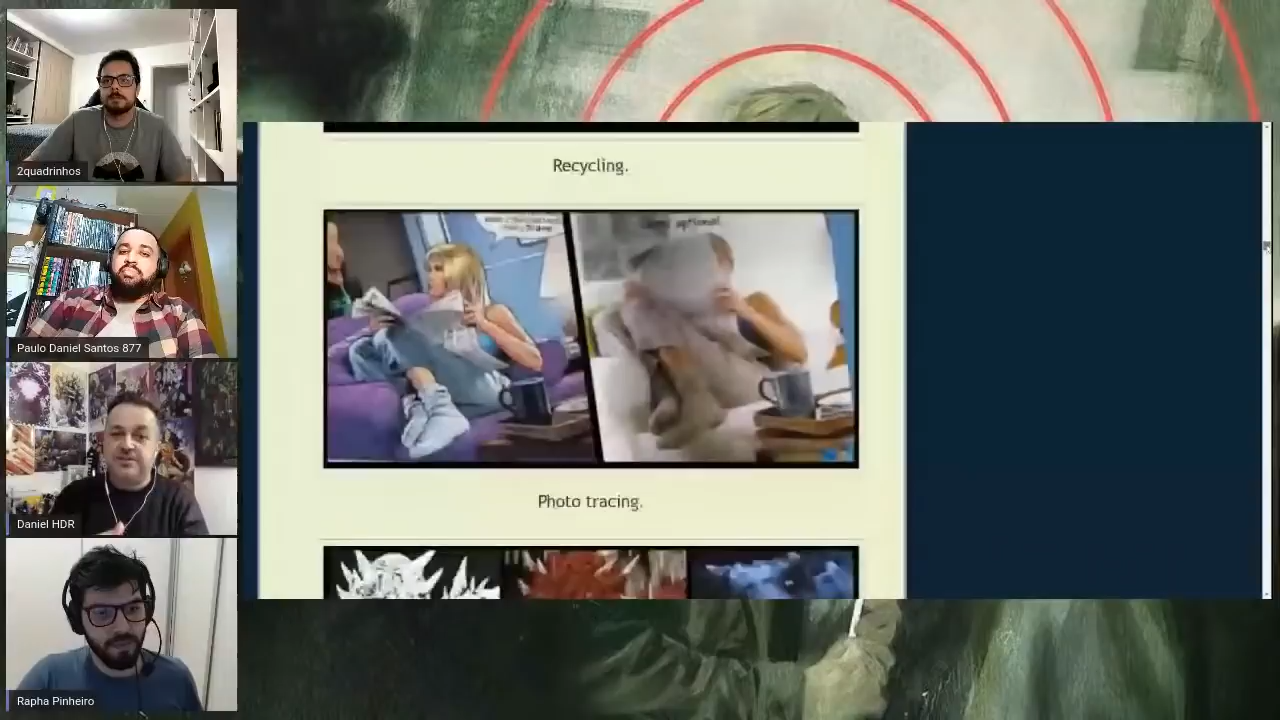 2quadrinhos
Paulo Daniel Santos 877
Daniel HDR
Rapha Pinheiro
Recycling.
Photo tracing.